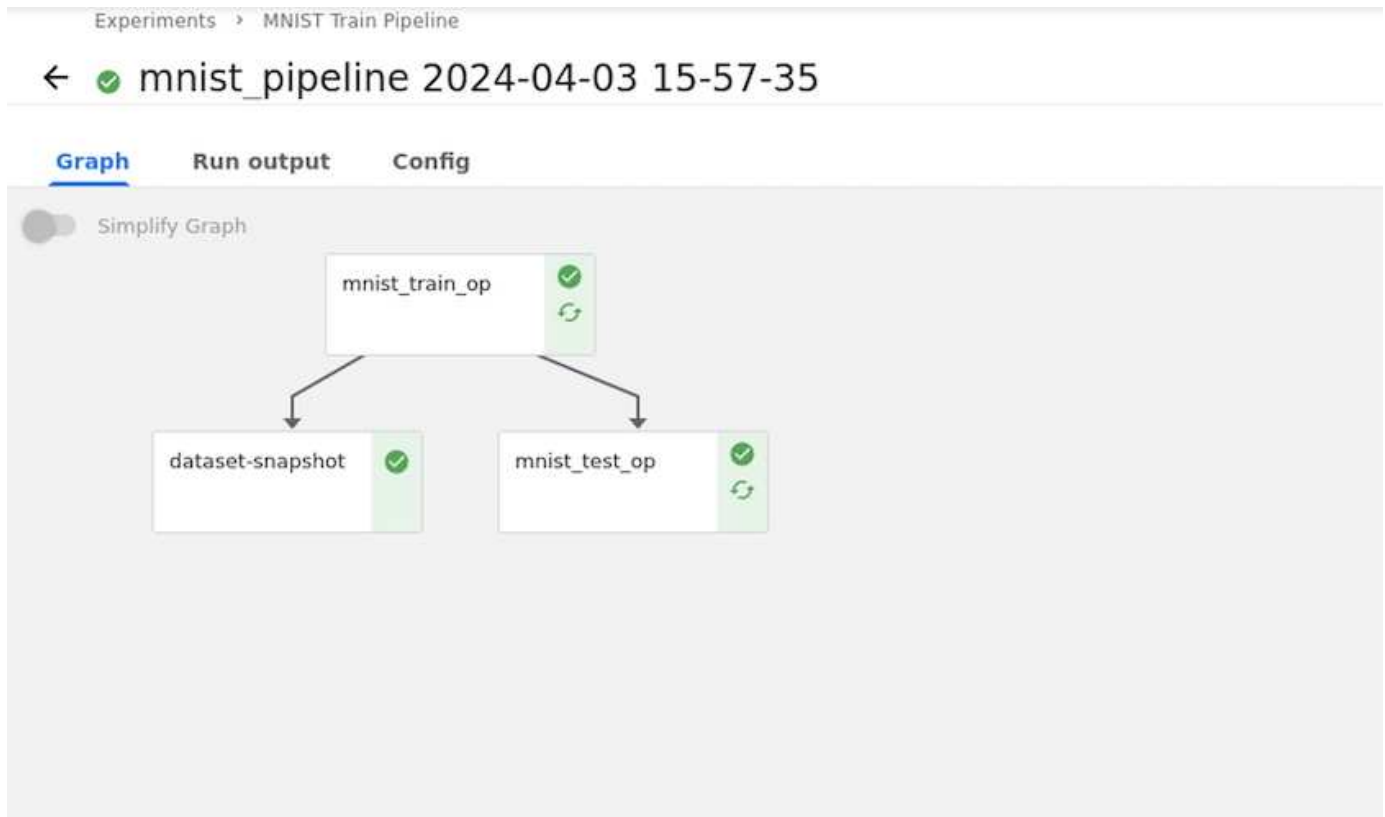 Experiments > MNIST Train Pipeline
mnist_pipeline 2024-04-03 15-57-35
Graph Run output Config
Simplify Graph
mnist_train_op
dataset-snapshot mnist_test_op